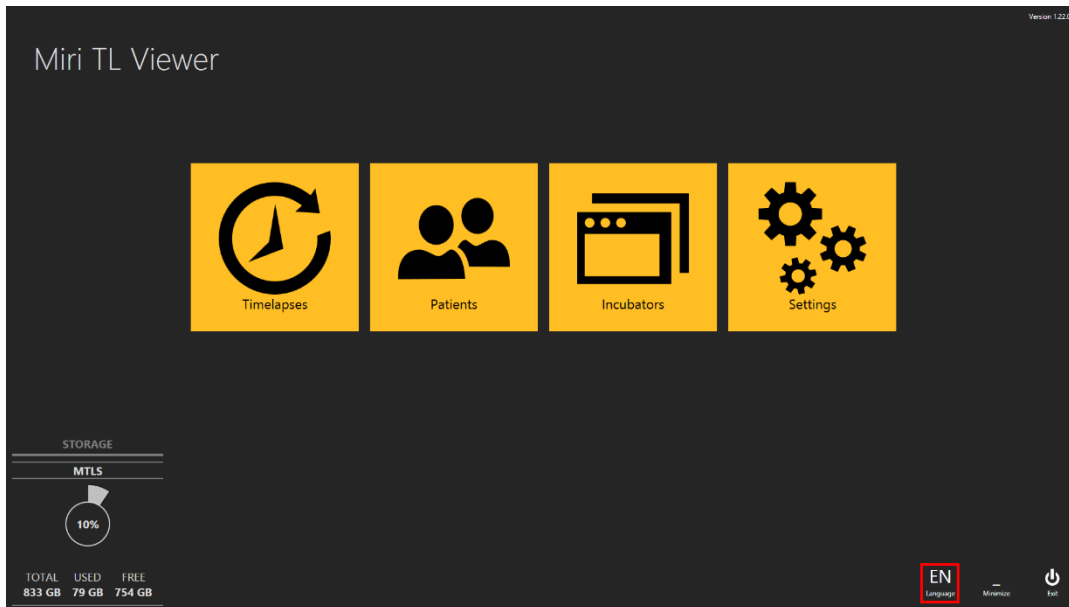 Version 1.22.0
Miri TL Viewer
Timelapses
Patients
Incubators
Settings
STORAGE
MTLS
10%
TOTAL USED FREE
833 GB 79 GB 754 GB
EN
Language
Minimize
Exit